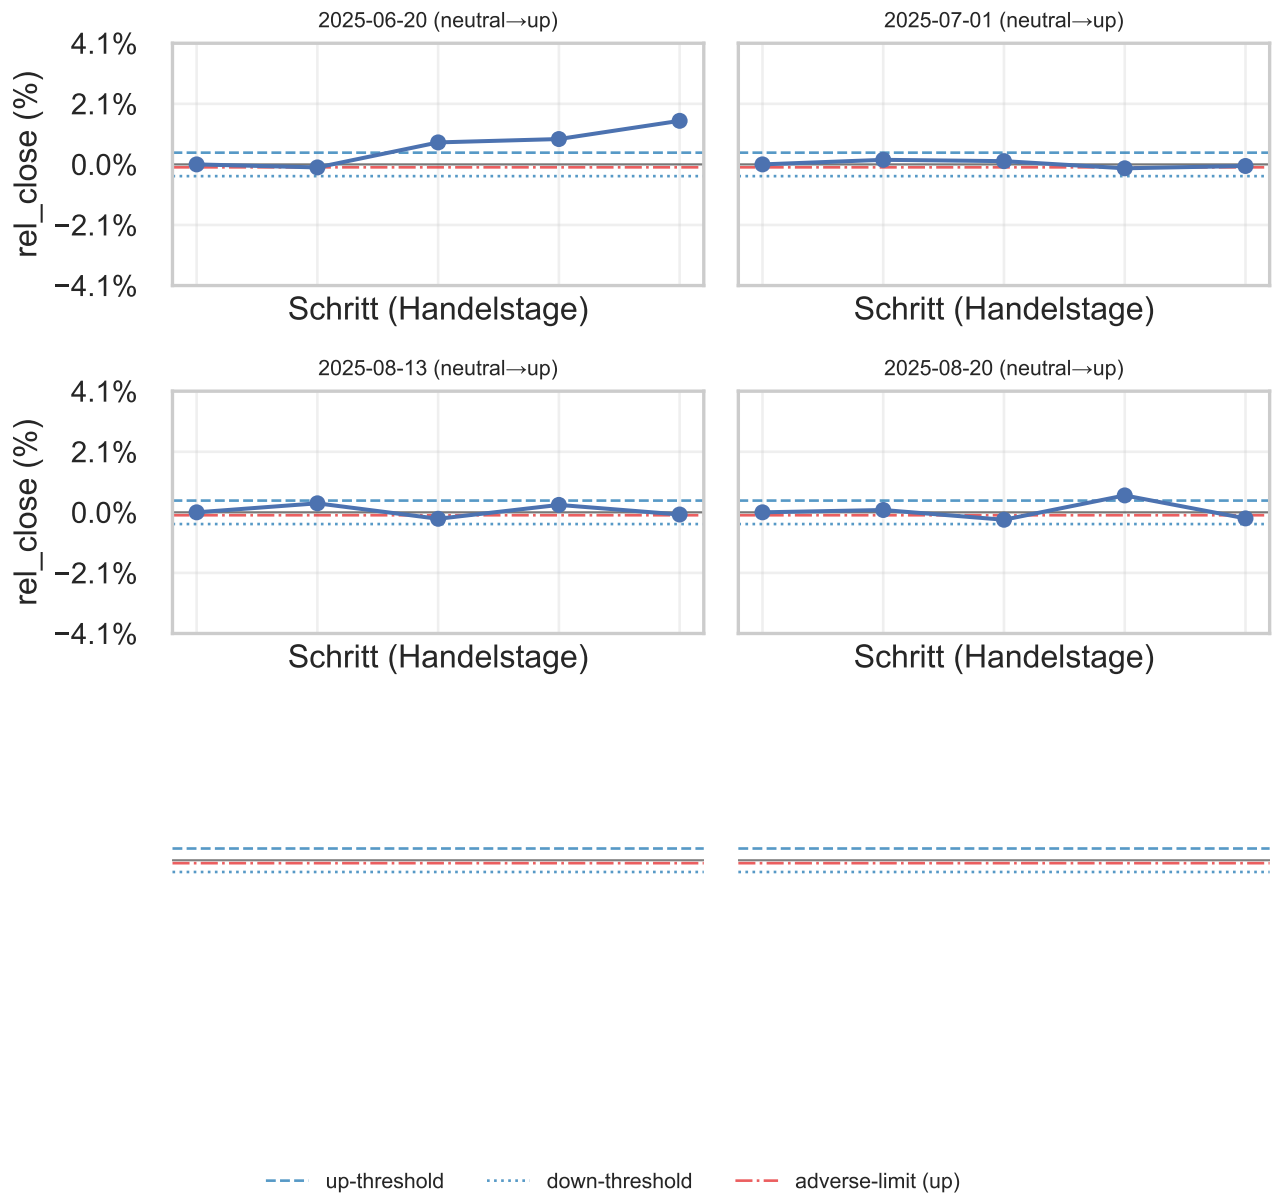 2025-06-20 (neutral→up)
2025-07-01 (neutral→up)
4.1%
2.1%
0.0%
−2.1%
−4.1%
rel_close (%)
Schritt (Handelstage)
Schritt (Handelstage)
2025-08-13 (neutral→up)
2025-08-20 (neutral→up)
4.1%
2.1%
0.0%
−2.1%
−4.1%
rel_close (%)
Schritt (Handelstage)
Schritt (Handelstage)
up-threshold
down-threshold
adverse-limit (up)